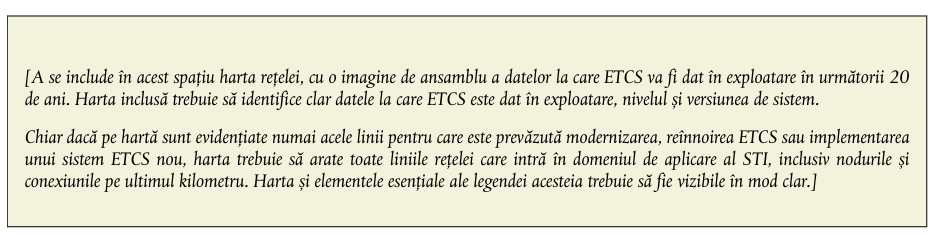 [A se include în acest spațiu harta rețelei, cu o imagine de ansamblu a datelor la care ETCS va fi dat în exploatare în următorii 20
de ani. Harta inclusă trebuie să identifice clar datele la care ETCS este dat în exploatare, nivelul și versiunea de sistem.
Chiar dacă pe hartă sunt evidențiate numai acele linii pentru care este prevăzută modernizarea, reînnoirea ETCS sau implementarea
unui sistem ETCS nou, harta trebuie să arate toate liniile rețelei care intră în domeniul de aplicare al STI, inclusiv nodurile și
conexiunile pe ultimul kilometru. Harta și elementele esențiale ale legendei acesteia trebuie să fie vizibile în mod clar.]